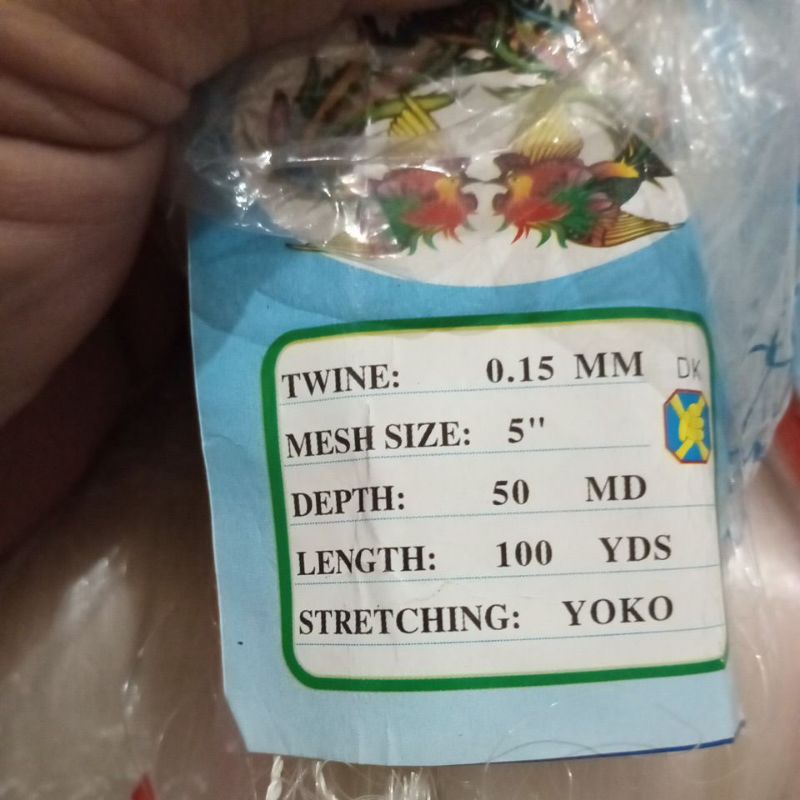 TWINE: 0.15 MM DK
MESH SIZE: 5"
DEPTH: 50 MD
LENGTH: 100 YDS
STRETCHING: YOKO